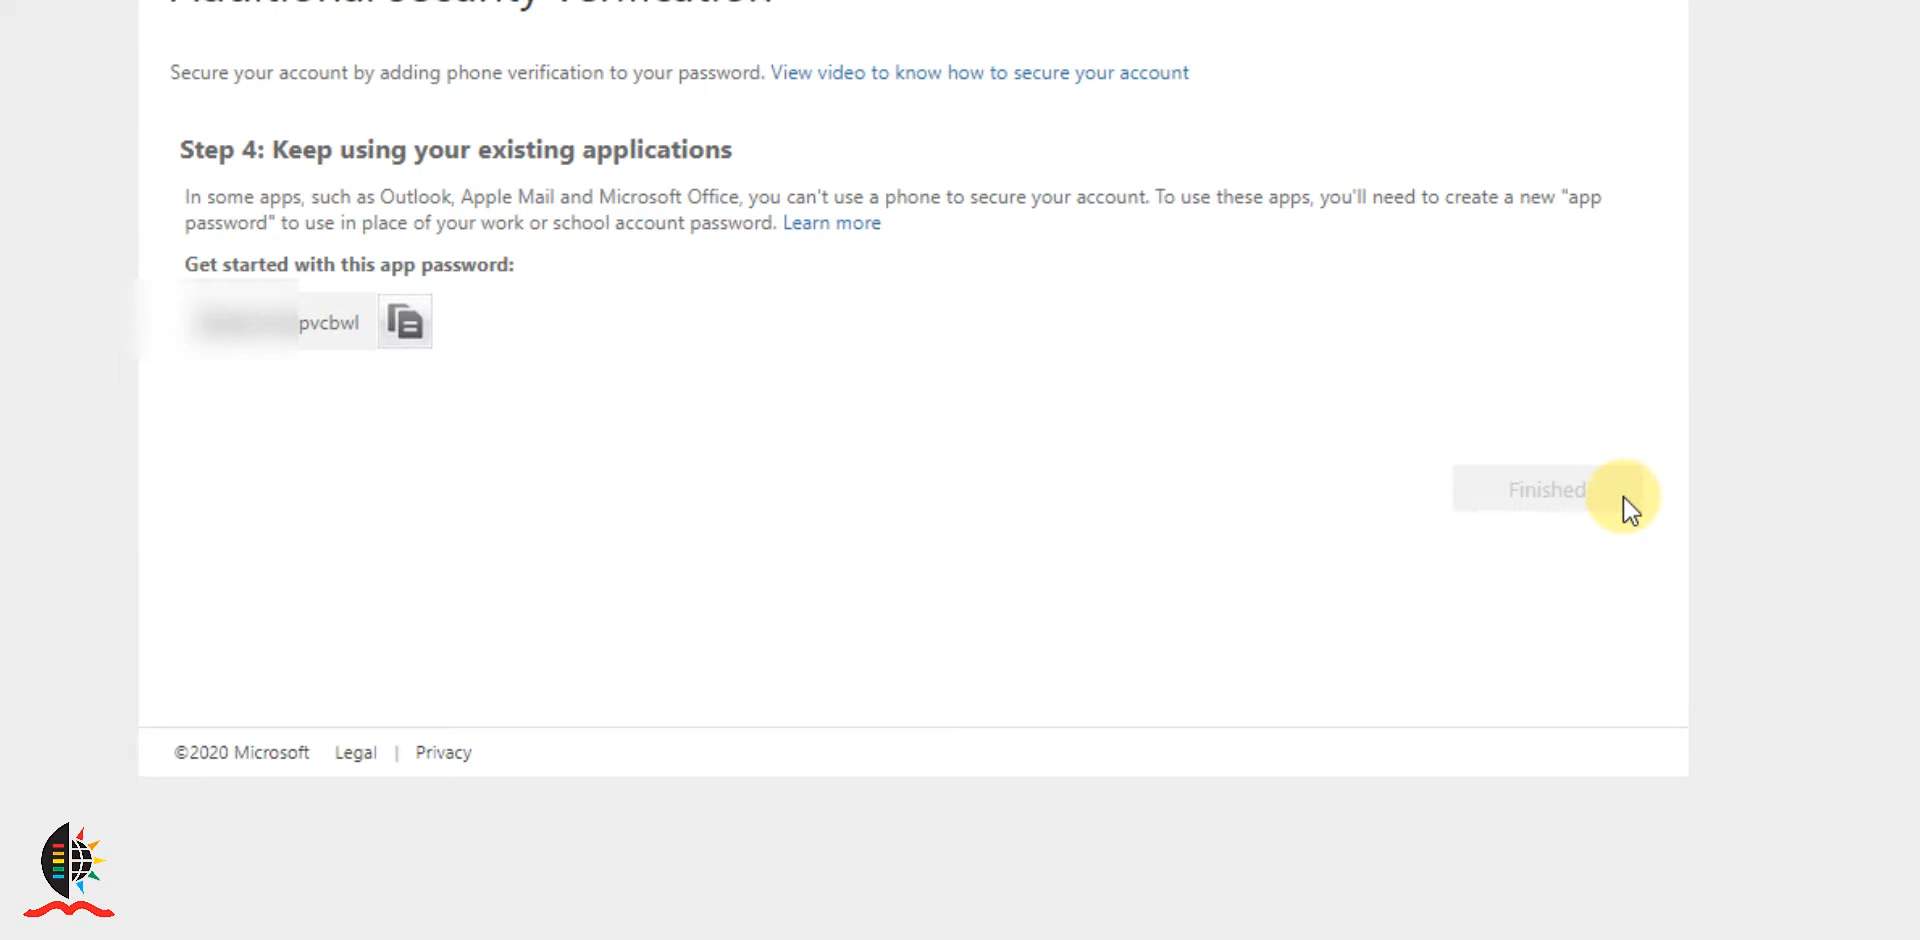 Additional Security Verification
Secure your account by adding phone verification to your password. View video to know how to secure your account
Step 4: Keep using your existing applications
In some apps, such as Outlook, Apple Mail and Microsoft Office, you can't use a phone to secure your account. To use these apps, you'll need to create a new "app
password" to use in place of your work or school account password. Learn more
Get started with this app password:
pvcbwl
Finished
©2020 Microsoft Legal | Privacy